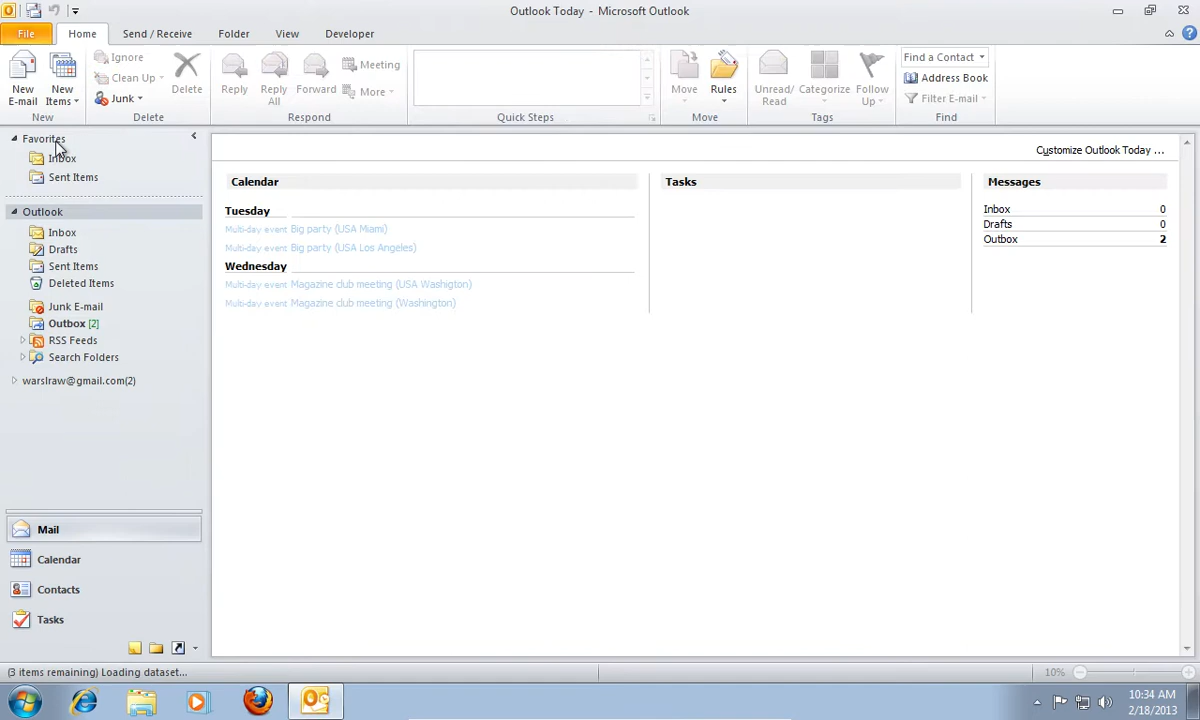 Outlook Today - Microsoft Outlook
File Home Send / Receive Folder View Developer
New E-mail
New Items
Ignore
Clean Up
Junk
Delete
Reply
Reply All
Forward
Meeting
More
Move
Rules
Unread/ Read
Categorize
Follow Up
Find a Contact
Address Book
Filter E-mail
New Delete Respond Quick Steps Move Tags Find
Favorites
Inbox
Sent Items
Outlook
Inbox
Drafts
Sent Items
Deleted Items
Junk E-mail
Outbox [2]
RSS Feeds
Search Folders
warslraw@gmail.com(2)
Mail
Calendar
Contacts
Tasks
Customize Outlook Today ...
Calendar
Tuesday
Multi-day event Big party (USA Miami)
Multi-day event Big party (USA Los Angeles)
Wednesday
Multi-day event Magazine club meeting (USA Washigton)
Multi-day event Magazine club meeting (Washington)
Tasks
Messages
Inbox 0
Drafts 0
Outbox 2
(3 items remaining) Loading dataset...
10%
10:34 AM
2/18/2013